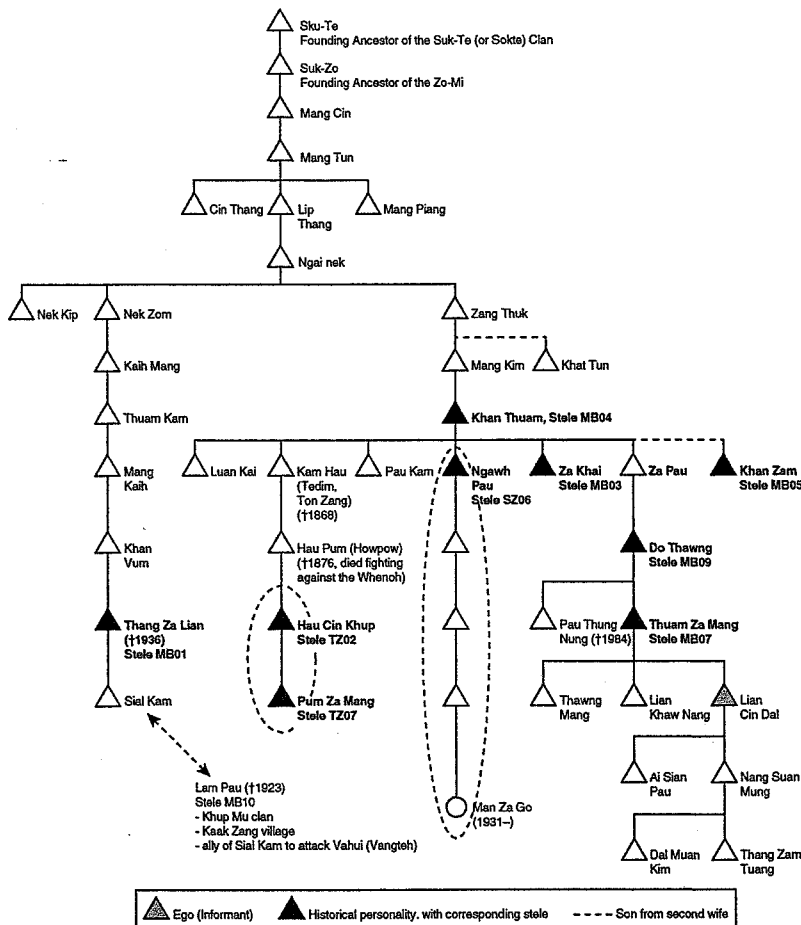 Sku-Te
Founding Ancestor of the Suk-Te (or Sokte) Clan
Suk-Zo
Founding Ancestor of the Zo-Mi
Mang Cin
Mang Tun
Cin Thang
Lip
Thang
Mang Piang
Ngai nek
Nek Kip
Nek Zom
Zang Thuk
Kaih Mang
Mang Kim
Khat Tun
Thuam Kam
Khan Thuam, Stele MB04
Mang
Kaih
Luan Kai
Kam Hau
(Tedim,
Ton Zang)
(†1868)
Pau Kam
Ngawh
Pau
Stele SZ06
Za Khai
Stele MB03
Za Pau
Khan Zam
Stele MB05
Khan
Vum
Hau Pum (Howpow)
(†1876, died fighting
against the Whenoh)
Do Thawng
Stele MB09
Thang Za Lian
(†1936)
Stele MB01
Hau Cin Khup
Stele TZ02
Pau Thung
Nung (†1984)
Thuam Za Mang
Stele MB07
Sial Kam
Pum Za Mang
Stele TZ07
Thawng
Mang
Lian
Khaw Nang
Lian
Cin Dal
Lam Pau (†1923)
Stele MB10
- Khup Mu clan
- Kaak Zang village
- ally of Sial Kam to attack Vahui (Vangteh)
Man Za Go
(1931–)
Ai Sian
Pau
Nang Suan
Mung
Dal Muan
Kim
Thang Zam
Tuang
Ego (Informant)
Historical personality. with corresponding stele
Son from second wife